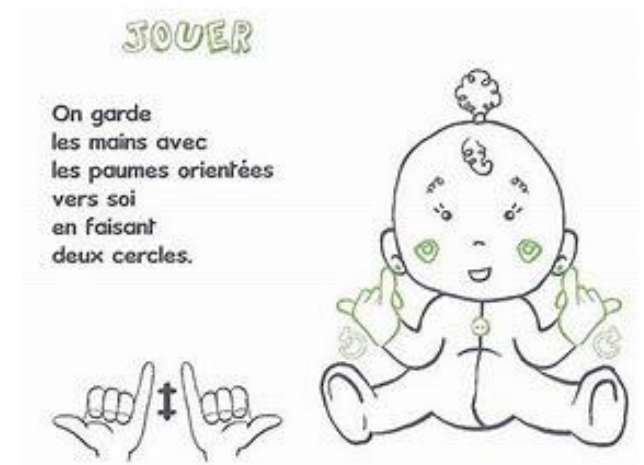 JOUER
On garde
les mains avec
les paumes orientées
vers soi
en faisant
deux cercles.